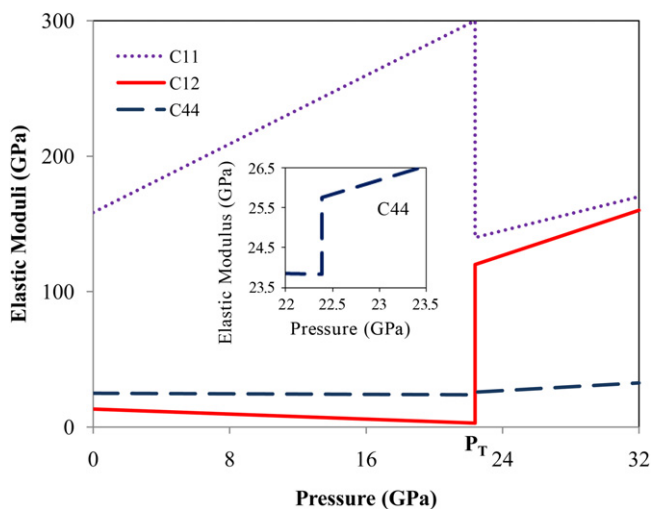 300
200
100
0
Elastic Moduli (GPa)
C11
C12
C44
26.5
25.5
24.5
23.5
Elastic Modulus (GPa)
C44
22
22.5
23
23.5
Pressure (GPa)
0
8
16
P_T
24
32
Pressure (GPa)